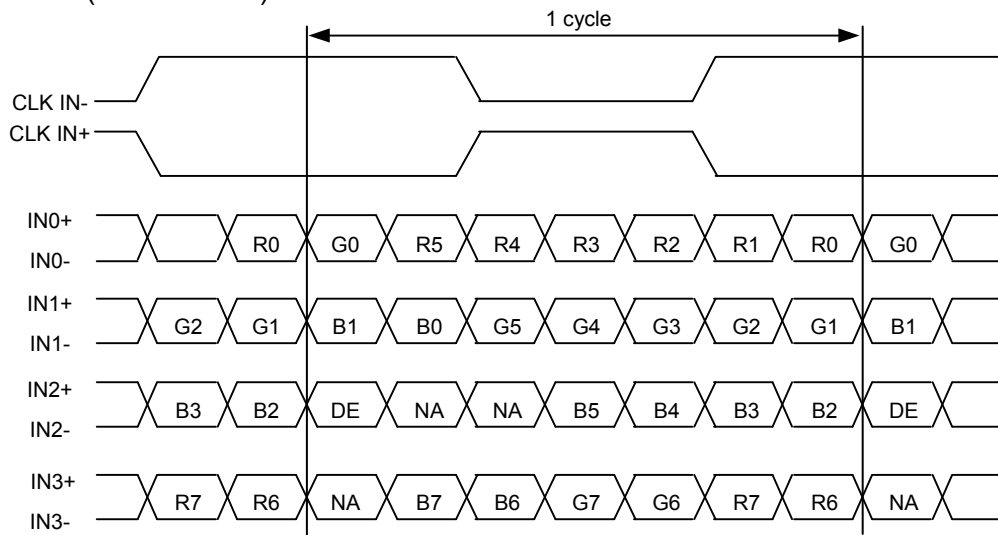 1 cycle
CLK IN-
CLK IN+
IN0+
R0 G0 R5 R4 R3 R2 R1 R0 G0
IN0-
IN1+
G2 G1 B1 B0 G5 G4 G3 G2 G1 B1
IN1-
IN2+
B3 B2 DE NA NA B5 B4 B3 B2 DE
IN2-
IN3+
R7 R6 NA B7 B6 G7 G6 R7 R6 NA
IN3-